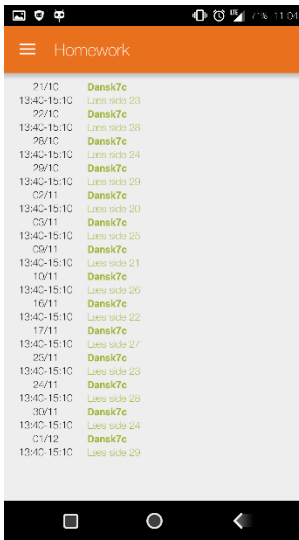 71% 11:04
Homework
21/10 Dansk7c
13:40-15:10 Læs side 23
22/10 Dansk7c
13:40-15:10 Læs side 28
28/10 Dansk7c
13:40-15:10 Læs side 24
29/10 Dansk7c
13:40-15:10 Læs side 29
02/11 Dansk7c
13:40-15:10 Læs side 20
03/11 Dansk7c
13:40-15:10 Læs side 25
09/11 Dansk7c
13:40-15:10 Læs side 21
10/11 Dansk7c
13:40-15:10 Læs side 26
16/11 Dansk7c
13:40-15:10 Læs side 22
17/11 Dansk7c
13:40-15:10 Læs side 27
23/11 Dansk7c
13:40-15:10 Læs side 23
24/11 Dansk7c
13:40-15:10 Læs side 28
30/11 Dansk7c
13:40-15:10 Læs side 24
01/12 Dansk7c
13:40-15:10 Læs side 29